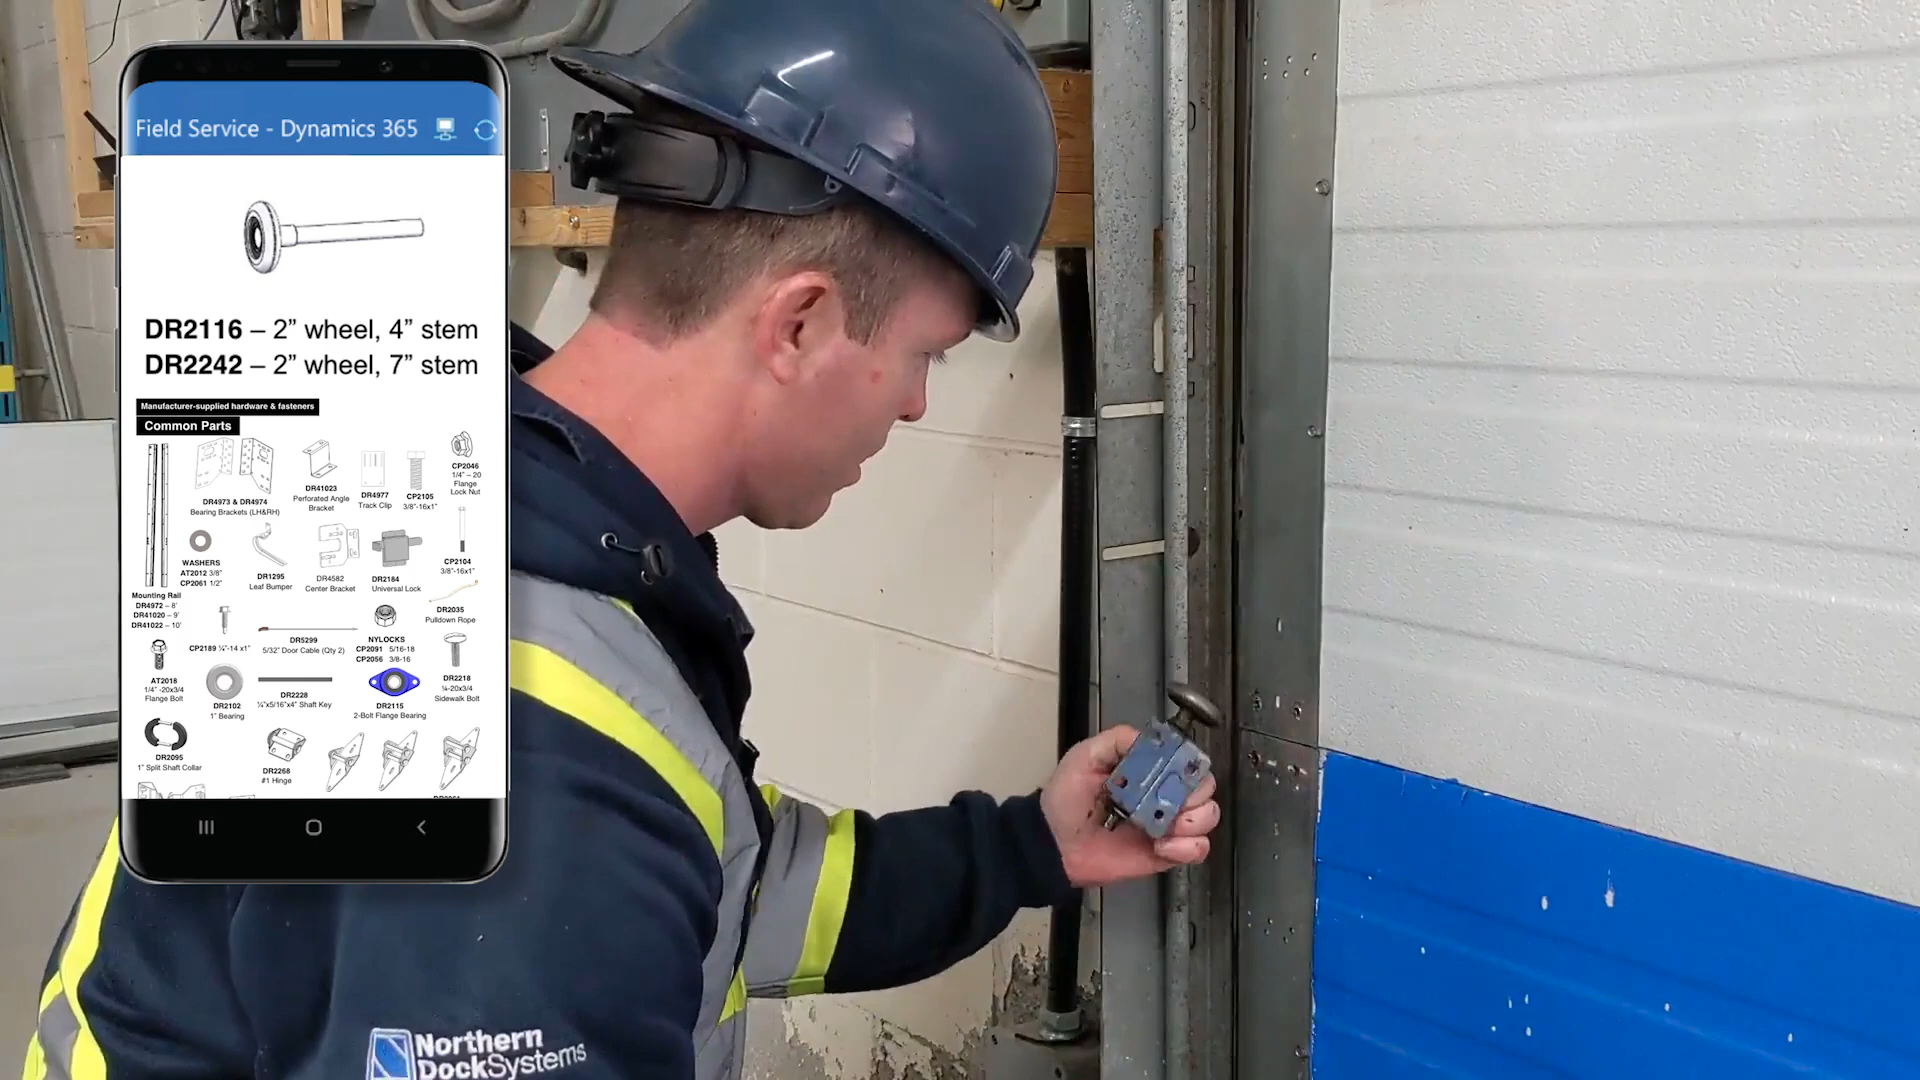 Field Service - Dynamics 365
DR2116 – 2” wheel, 4” stem
DR2242 – 2” wheel, 7” stem
Manufacturer-supplied hardware & fasteners
Common Parts
CP2046
1/4” – 20
Flange
Lock Nut
DR4973 & DR4974
Bearing Brackets (LH&RH)
DR41023
Perforated Angle
Bracket
DR4977
Track Clip
CP2105
3/8”-16x1”
WASHERS
AT2012 3/8”
CP2061 1/2”
DR1295
Leaf Bumper
DR4582
Center Bracket
DR2184
Universal Lock
CP2104
3/8”-16x1”
Mounting Rail
DR4972 – 8'
DR41020 – 9'
DR41022 – 10'
DR2035
Pulldown Rope
CP2189 ¼”-14 x1”
DR5299
5/32” Door Cable (Qty 2)
NYLOCKS
CP2091 5/16-18
CP2056 3/8-16
AT2018
1/4” -20x3/4
Flange Bolt
DR2102
1” Bearing
DR2228
¼”x5/16”x4” Shaft Key
DR2115
2-Bolt Flange Bearing
DR2218
¼-20x3/4
Sidewalk Bolt
DR2095
1” Split Shaft Collar
DR2268
#1 Hinge
Northern
DockSystems